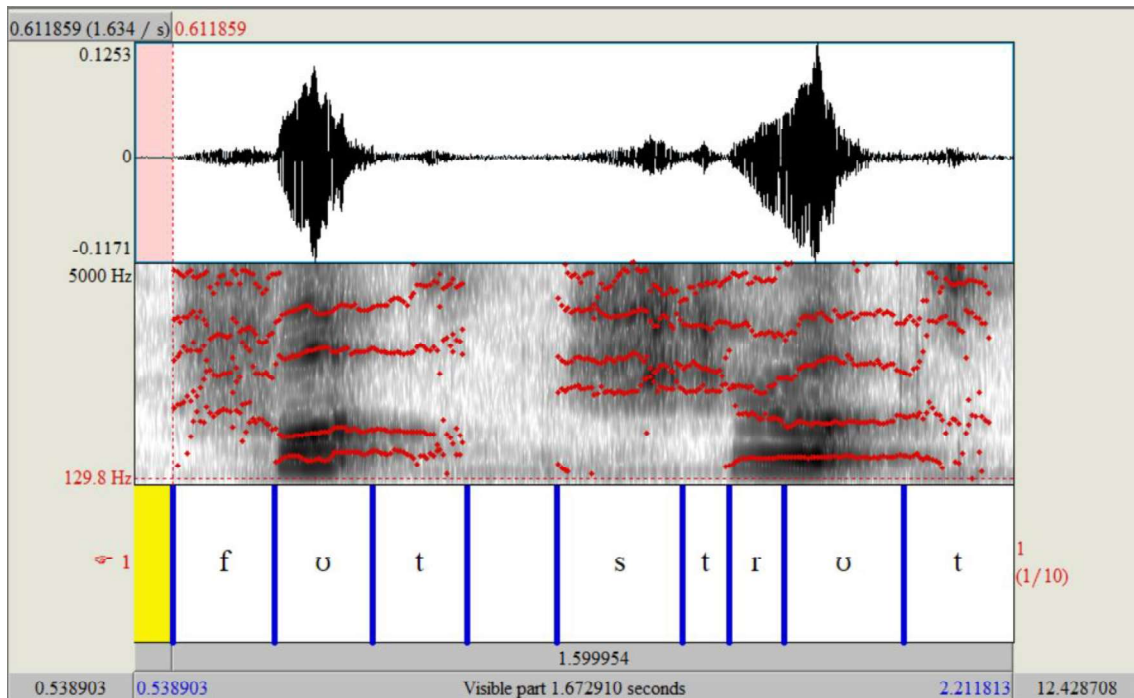 0.611859 (1.634 / s) 0.611859
0.1253
0
-0.1171
5000 Hz
129.8 Hz
☞ 1 f ʊ t s t r ʊ t 1
(1/10)
1.599954
0.538903 0.538903 Visible part 1.672910 seconds 2.211813 12.428708